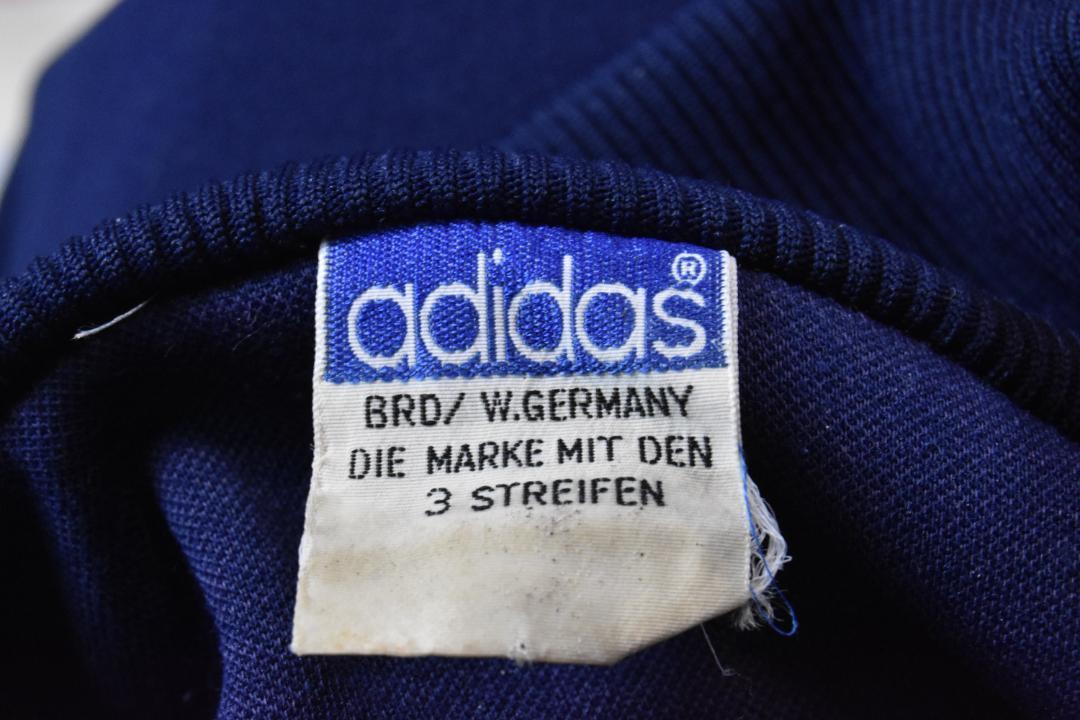 adidas®
BRD/ W.GERMANY
DIE MARKE MIT DEN
3 STREIFEN